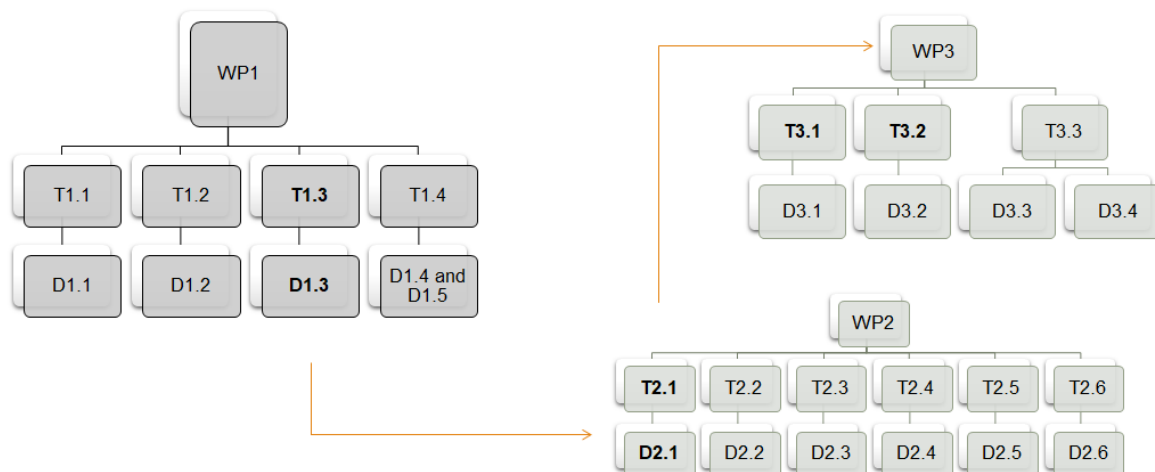 WP1
T1.1
T1.2
T1.3
T1.4
D1.1
D1.2
D1.3
D1.4 and
D1.5
WP3
T3.1
T3.2
T3.3
D3.1
D3.2
D3.3
D3.4
WP2
T2.1
T2.2
T2.3
T2.4
T2.5
T2.6
D2.1
D2.2
D2.3
D2.4
D2.5
D2.6